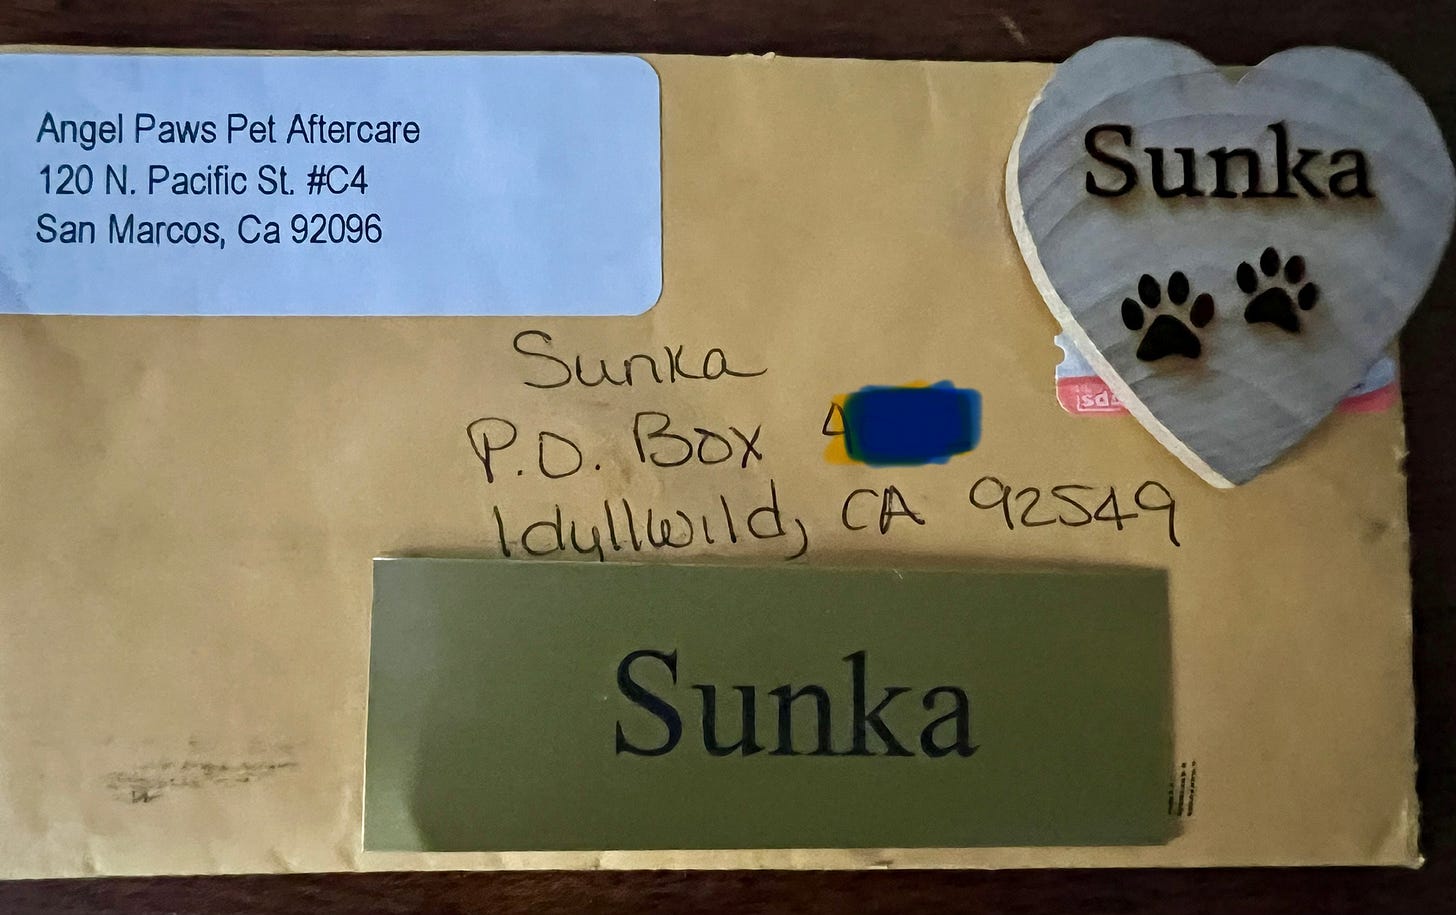 Angel Paws Pet Aftercare
120 N. Pacific St. #C4
San Marcos, Ca 92096
Sunka
Sunka
P.O. Box 4
Idyllwild, CA 92549
Sunka